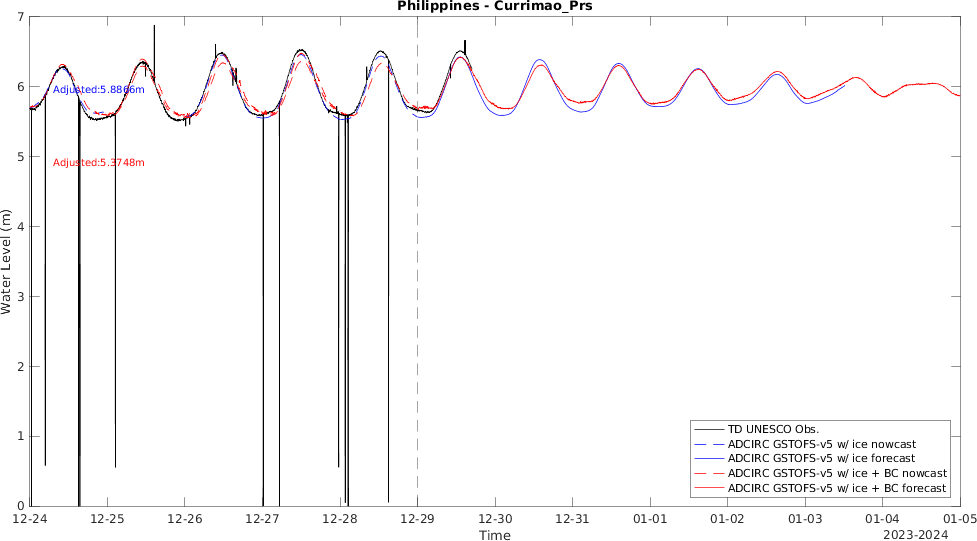 Philippines - Currimao_Prs
7
6
5
4
3
2
1
0
Water Level (m)
Adjusted:5.8866m
Adjusted:5.3748m
TD UNESCO Obs.
ADCIRC GSTOFS-v5 w/ ice nowcast
ADCIRC GSTOFS-v5 w/ ice forecast
ADCIRC GSTOFS-v5 w/ ice + BC nowcast
ADCIRC GSTOFS-v5 w/ ice + BC forecast
12-24 12-25 12-26 12-27 12-28 12-29 12-30 12-31 01-01 01-02 01-03 01-04 01-05
Time
2023-2024